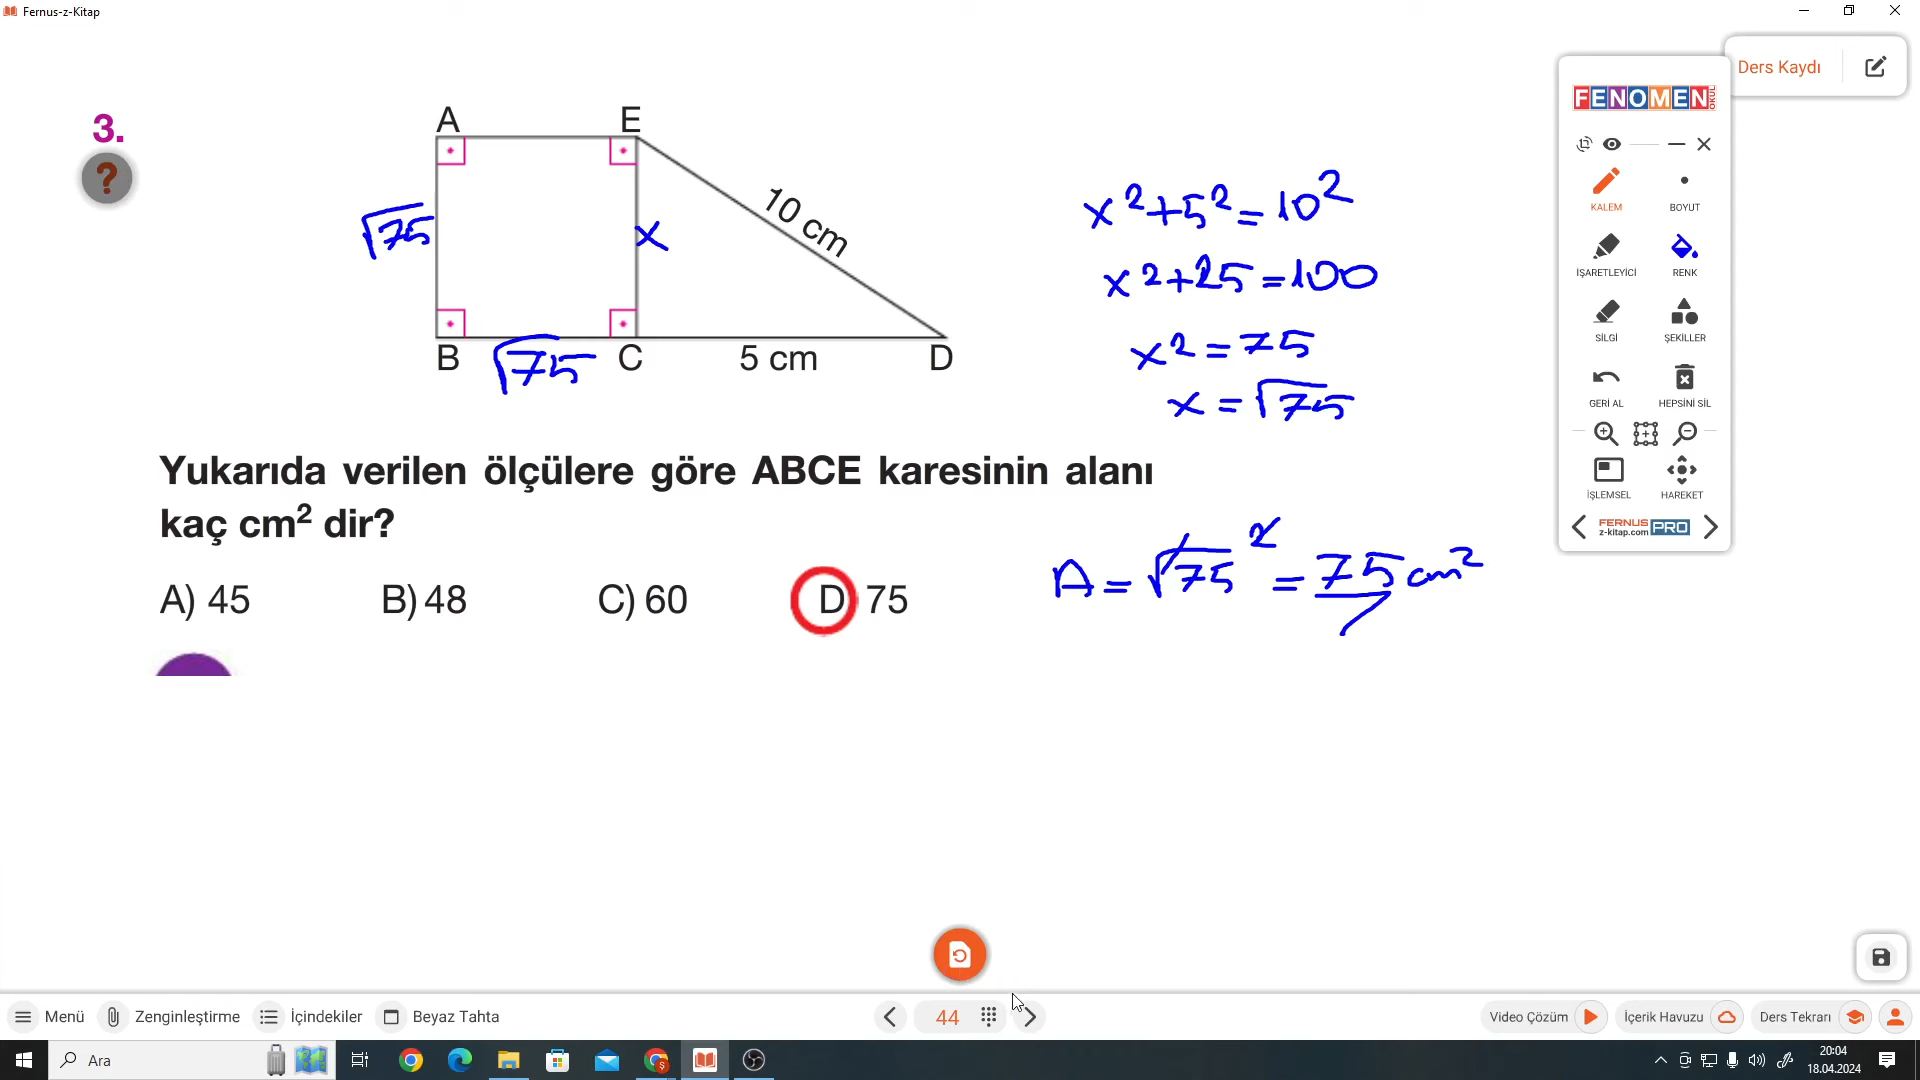 Fernus-z-Kitap
Ders Kaydı
FENOMEN OKUL
3.
?
A E
10 cm
√75
x
B C 5 cm D
√75
x²+5²=10²
x²+25=100
x²=75
x=√75
KALEM BOYUT
İŞARETLEYİCİ RENK
SİLGİ ŞEKİLLER
GERİ AL HEPSİNİ SİL
İŞLEMSEL HAREKET
FERNUS PRO
z-kitap.com
Yukarıda verilen ölçülere göre ABCE karesinin alanı
kaç cm² dir?
A) 45 B) 48 C) 60 D 75
A=√75²=75cm²
Menü Zenginleştirme İçindekiler Beyaz Tahta 44 Video Çözüm İçerik Havuzu Ders Tekrarı
Ara
20:04
18.04.2024